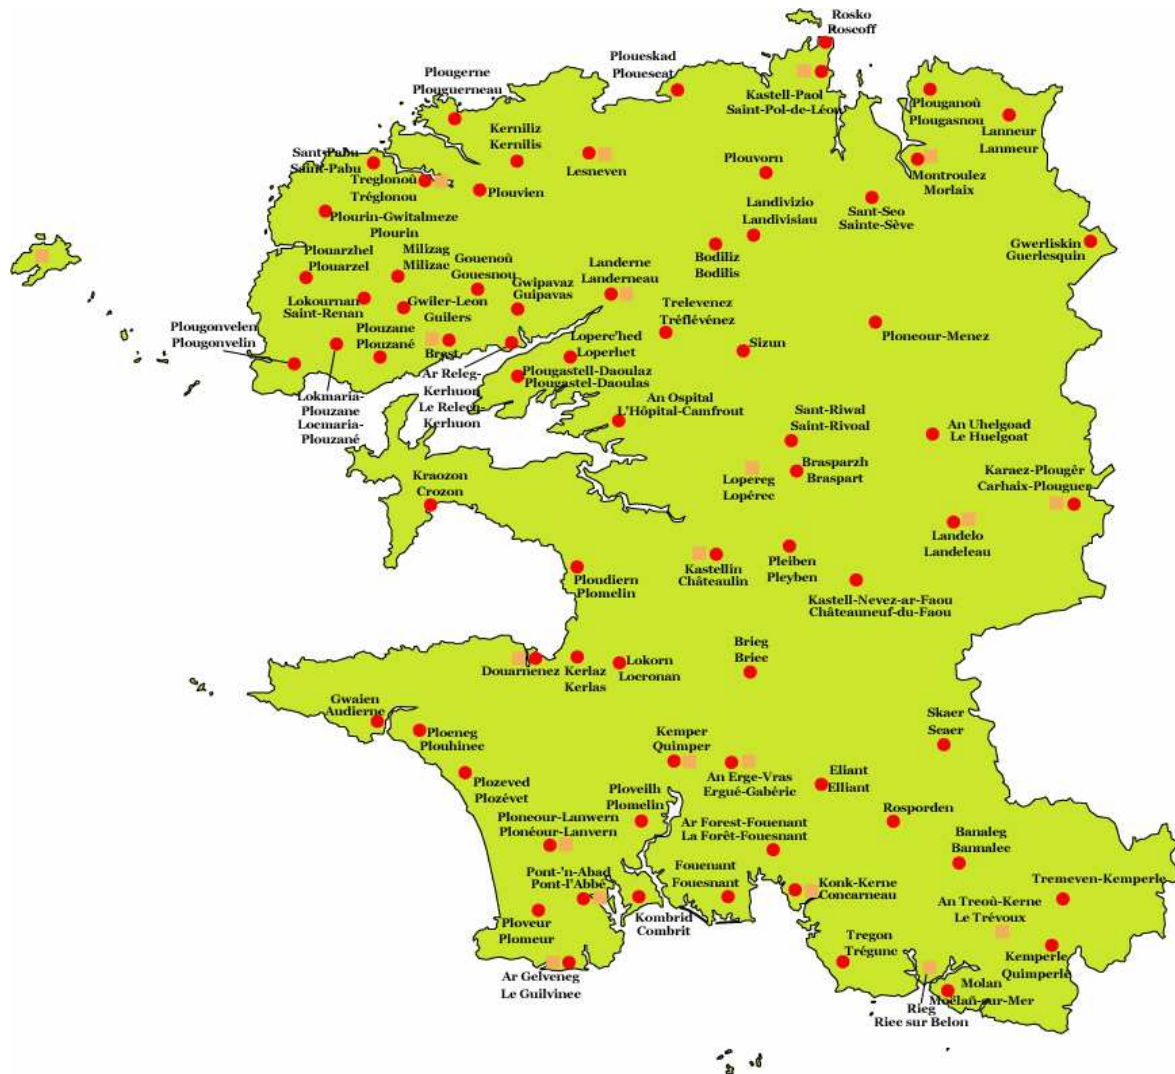 Rosko
Roscoff
Ploueskad
Plouescat
Plougerne
Plouguerneau
Kastell-Paol
Saint-Pol-de-Léon
Plouganoù
Plougasnou
Lanneur
Lanmeur
Kerniliz
Kernilis
Lesneven
Plouvorn
Montroulez
Morlaix
Sant-Pabu
Saint-Pabu
Treglonoù
Tréglonou
Plouvien
Landivizio
Landivisiau
Sant-Seo
Sainte-Sève
Plourin-Gwitalmeze
Plourin
Gwerliskin
Guerlesquin
Bodiliz
Bodilis
Plouarzhel
Plouarzel
Milizag
Milizac
Gouenoù
Gouesnou
Gwipavaz
Guipavas
Landerne
Landerneau
Lokournan
Saint-Renan
Gwiler-Leon
Guilers
Trelevenez
Tréflévénez
Plougonvelen
Plougonvelin
Plouzane
Plouzané
Brest
Loperc'hed
Loperhet
Sizun
Ploneour-Menez
Ar Releg-
Kerhuon
Le Relecq-
Kerhuon
Plougastell-Daoulaz
Plougastel-Daoulas
Lokmaria-
Plouzane
Locmaria-
Plouzané
An Ospital
L'Hôpital-Camfrout
Sant-Riwal
Saint-Rivoal
An Uhelgoad
Le Huelgoat
Kraozon
Crozon
Lopereg
Lopérec
Brasparzh
Braspart
Karaez-Plougêr
Carhaix-Plouguer
Landelo
Landeleau
Kastellin
Châteaulin
Pleiben
Pleyben
Ploudiern
Plomelin
Kastell-Nevez-ar-Faou
Châteauneuf-du-Faou
Douarnenez
Kerlaz
Kerlas
Lokorn
Locronan
Brieg
Briec
Gwaien
Audierne
Ploeneg
Plouhinec
Kemper
Quimper
An Erge-Vras
Ergué-Gabéric
Skaer
Scaer
Plozeved
Plozévet
Ploveilh
Plomelin
Eliant
Elliant
Rosporden
Ploneour-Lanwern
Plonéour-Lanvern
Ar Forest-Fouenant
La Forêt-Fouesnant
Banaleg
Bannalec
Pont-'n-Abad
Pont-l'Abbé
Fouenant
Fouesnant
Konk-Kerne
Concarneau
Tremeven-Kemperle
An Treoù-Kerne
Le Trévoux
Ploveur
Plomeur
Kombrid
Combrit
Tregon
Trégunc
Kemperle
Quimperlé
Ar Gelveneg
Le Guilvinec
Molan
Moëlan-sur-Mer
Rieg
Riec sur Belon